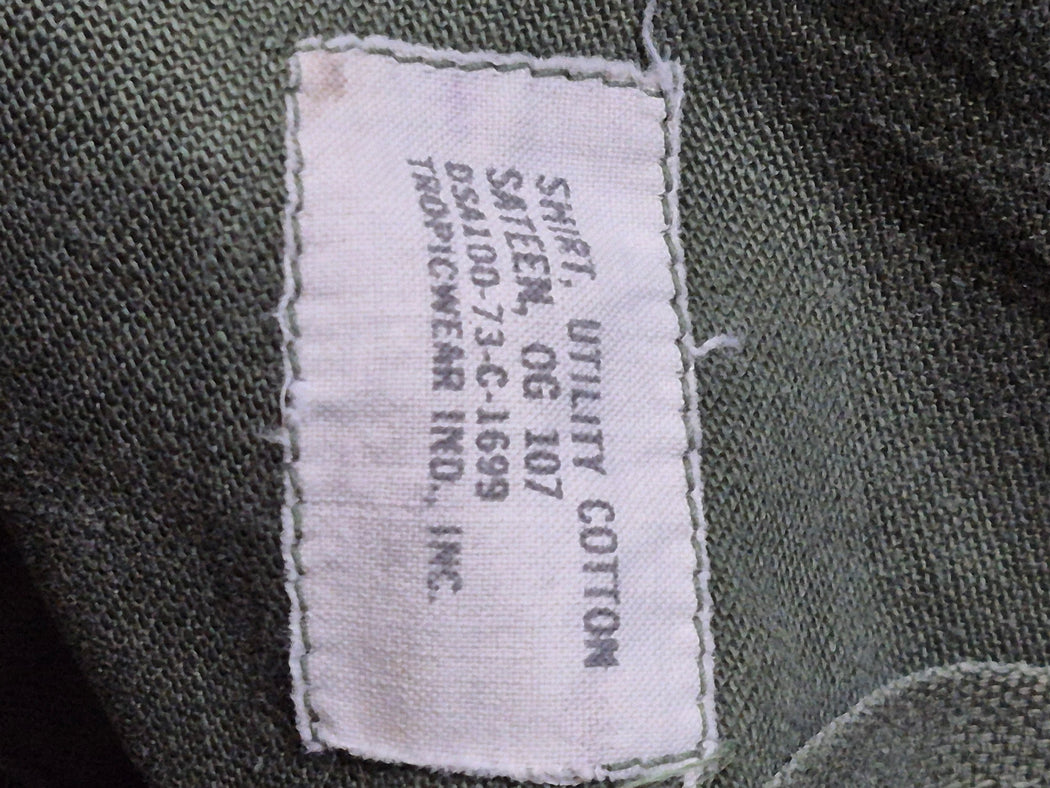 SHIRT, UTILITY COTTON
SATEEN, OG 107
DSA100-73-C-1699
TROPICWEAR IND., INC.